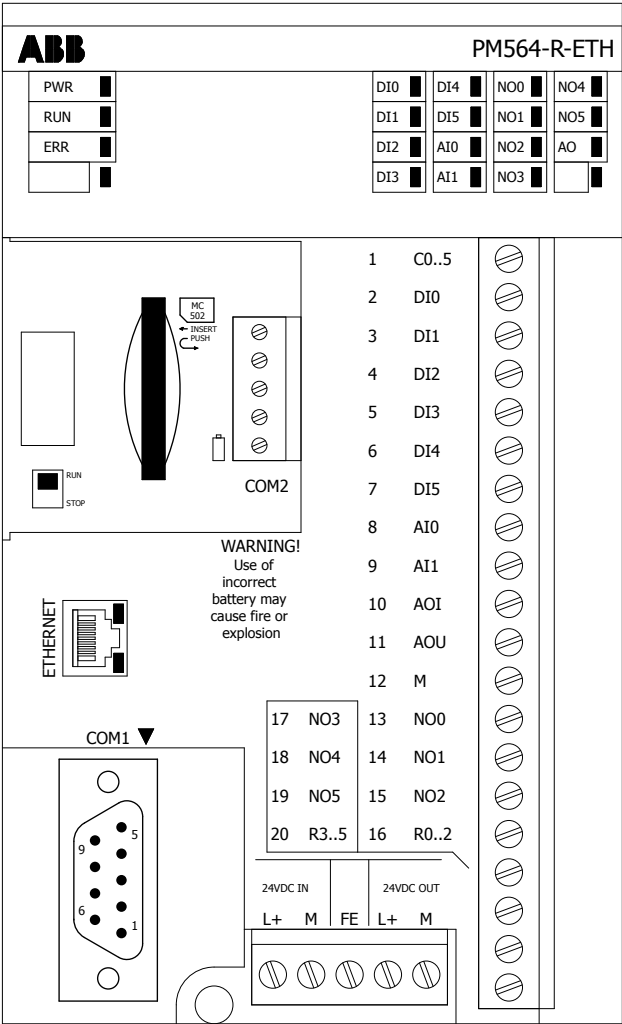 ABB PM564-R-ETH
PWR DI0 DI4 NO0 NO4
RUN DI1 DI5 NO1 NO5
ERR DI2 AI0 NO2 AO
DI3 AI1 NO3
MC
502
INSERT
PUSH
RUN
STOP
COM2
1 C0..5
2 DI0
3 DI1
4 DI2
5 DI3
6 DI4
7 DI5
8 AI0
9 AI1
10 AOI
11 AOU
12 M
WARNING!
Use of
incorrect
battery may
cause fire or
explosion
ETHERNET
17 NO3 13 NO0
18 NO4 14 NO1
19 NO5 15 NO2
20 R3..5 16 R0..2
COM1
5
9
6
1
24VDC IN 24VDC OUT
L+ M FE L+ M